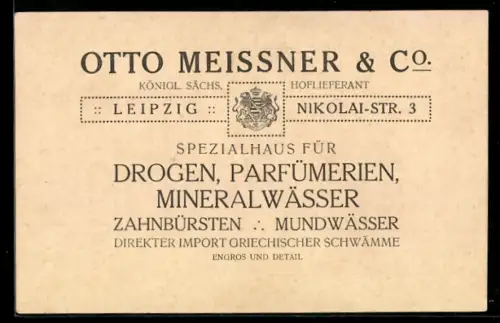 OTTO MEISSNER & Co.
KÖNIGL. SÄCHS. HOFLIEFERANT
:: LEIPZIG :: NIKOLAI-STR. 3
SPEZIALHAUS FÜR
DROGEN, PARFÜMERIEN,
MINERALWÄSSER
ZAHNBÜRSTEN ∴ MUNDWÄSSER
DIREKTER IMPORT GRIECHISCHER SCHWÄMME
ENGROS UND DETAIL